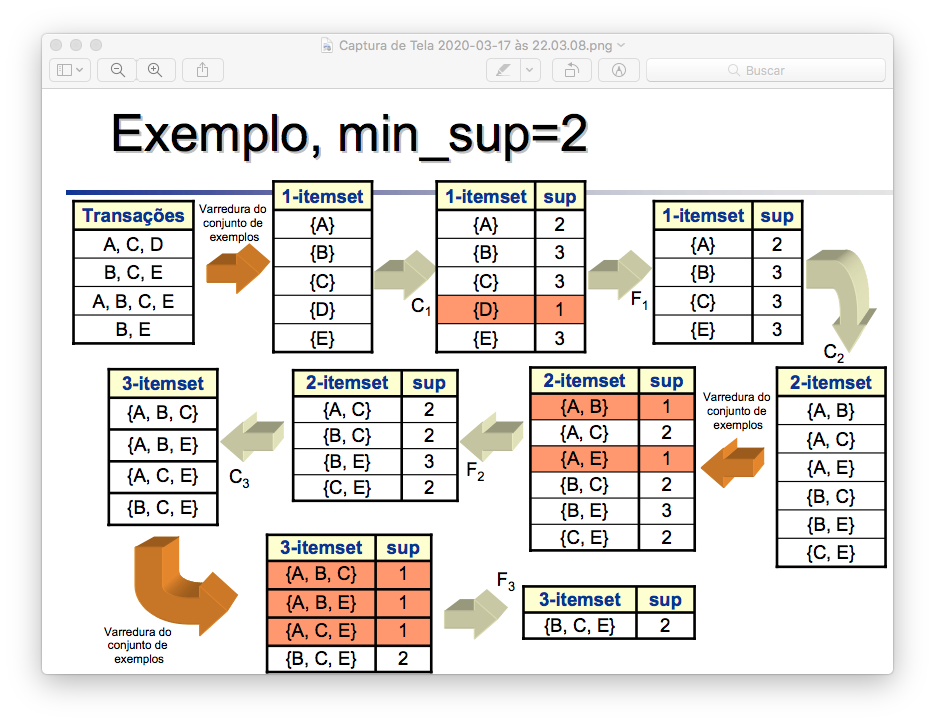 Captura de Tela 2020-03-17 às 22.03.08.png
Buscar
Exemplo, min_sup=2
Transações
A, C, D
B, C, E
A, B, C, E
B, E
Varredura do
conjunto de
exemplos
1-itemset
{A}
{B}
{C}
{D}
{E}
C1
1-itemset sup
{A} 2
{B} 3
{C} 3
{D} 1
{E} 3
F1
1-itemset sup
{A} 2
{B} 3
{C} 3
{E} 3
C2
2-itemset
{A, B}
{A, C}
{A, E}
{B, C}
{B, E}
{C, E}
Varredura do
conjunto de
exemplos
2-itemset sup
{A, B} 1
{A, C} 2
{A, E} 1
{B, C} 2
{B, E} 3
{C, E} 2
F2
2-itemset sup
{A, C} 2
{B, C} 2
{B, E} 3
{C, E} 2
C3
3-itemset
{A, B, C}
{A, B, E}
{A, C, E}
{B, C, E}
Varredura do
conjunto de
exemplos
3-itemset sup
{A, B, C} 1
{A, B, E} 1
{A, C, E} 1
{B, C, E} 2
F3
3-itemset sup
{B, C, E} 2